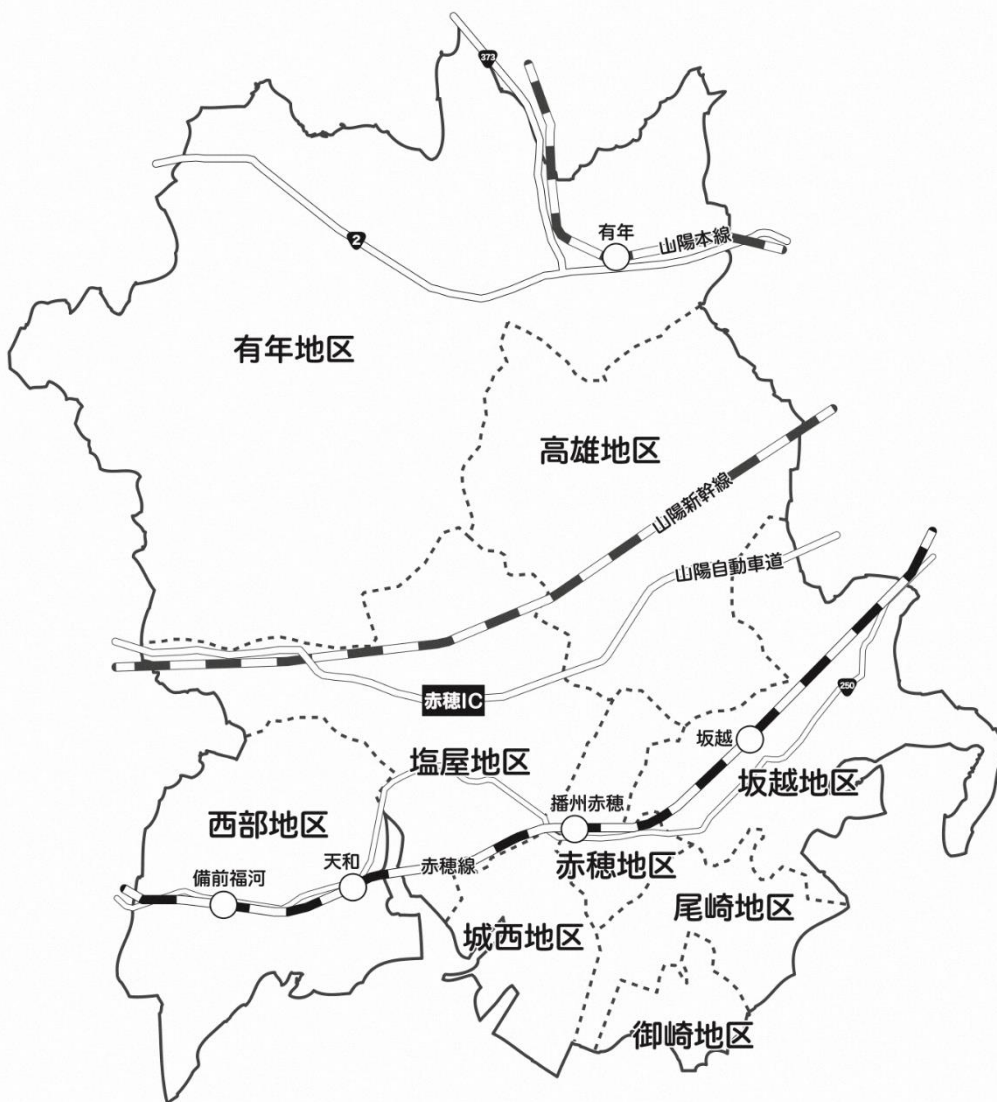 373
有年
山陽本線
2
有年地区
高雄地区
山陽新幹線
山陽自動車道
赤穂IC
250
坂越
塩屋地区
坂越地区
播州赤穂
西部地区
赤穂地区
天和
赤穂線
備前福河
尾崎地区
城西地区
御崎地区